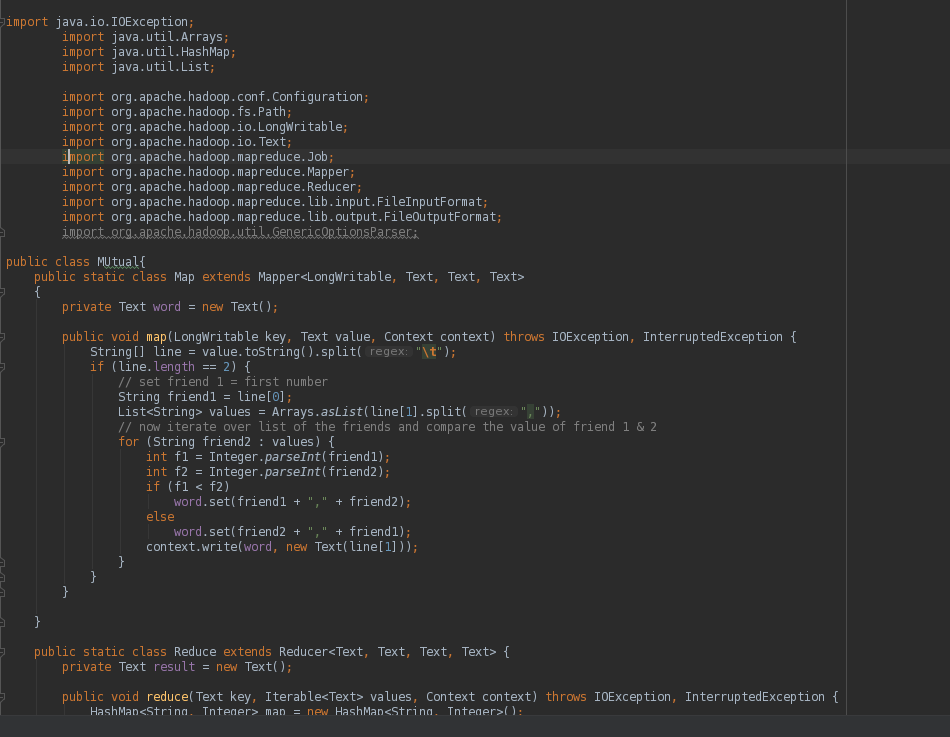 import java.io.IOException;
import java.util.Arrays;
import java.util.HashMap;
import java.util.List;
import org.apache.hadoop.conf.Configuration;
import org.apache.hadoop.fs.Path;
import org.apache.hadoop.io.LongWritable;
import org.apache.hadoop.io.Text;
import org.apache.hadoop.mapreduce.Job;
import org.apache.hadoop.mapreduce.Mapper;
import org.apache.hadoop.mapreduce.Reducer;
import org.apache.hadoop.mapreduce.lib.input.FileInputFormat;
import org.apache.hadoop.mapreduce.lib.output.FileOutputFormat;
import org.apache.hadoop.util.GenericOptionsParser;
public class MUtual{
public static class Map extends Mapper<LongWritable, Text, Text, Text>
{
private Text word = new Text();
public void map(LongWritable key, Text value, Context context) throws IOException, InterruptedException {
String[] line = value.toString().split( regex: "\t");
if (line.length == 2) {
// set friend 1 = first number
String friend1 = line[0];
List<String> values = Arrays.asList(line[1].split( regex: ","));
// now iterate over list of the friends and compare the value of friend 1 & 2
for (String friend2 : values) {
int f1 = Integer.parseInt(friend1);
int f2 = Integer.parseInt(friend2);
if (f1 < f2)
word.set(friend1 + "," + friend2);
else
word.set(friend2 + "," + friend1);
context.write(word, new Text(line[1]));
}
}
}
}
public static class Reduce extends Reducer<Text, Text, Text, Text> {
private Text result = new Text();
public void reduce(Text key, Iterable<Text> values, Context context) throws IOException, InterruptedException {
HashMap<String, Integer> map = new HashMap<String, Integer>();